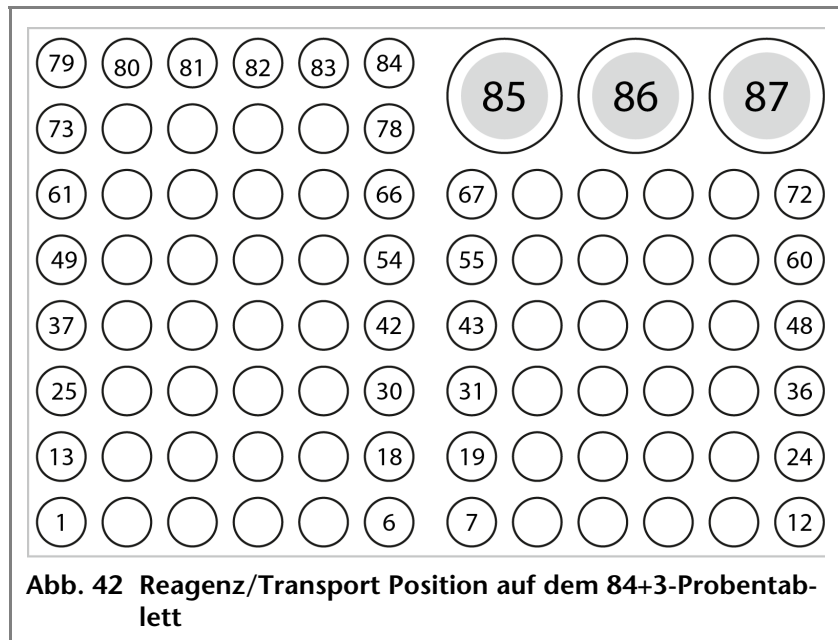 79 80 81 82 83 84 85 86 87
73 78
61 66 67 72
49 54 55 60
37 42 43 48
25 30 31 36
13 18 19 24
1 6 7 12
Abb. 42 Reagenz/Transport Position auf dem 84+3-Probentab-
lett